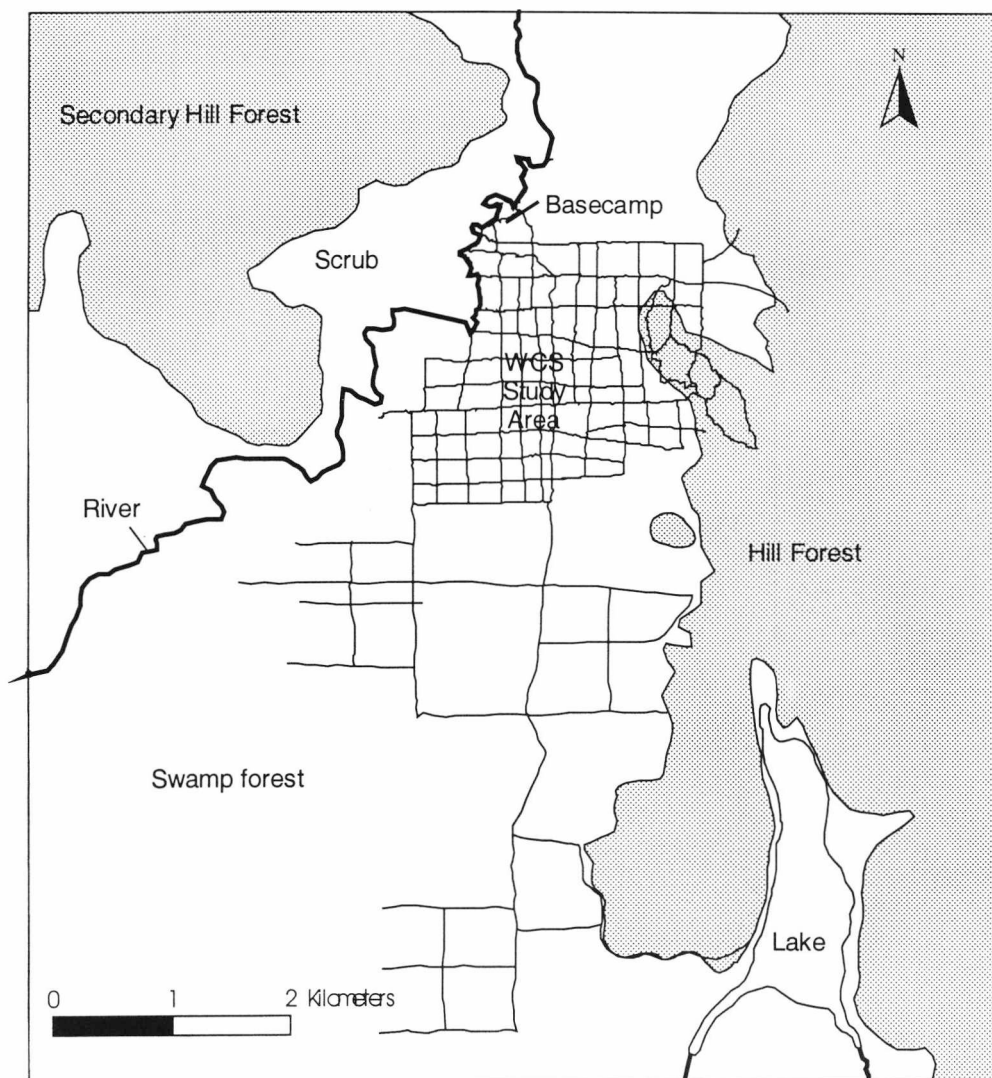 N
Secondary Hill Forest
Basecamp
Scrub
WCS
Study
Area
River
Hill Forest
Swamp forest
Lake
0 1 2 Kilometers